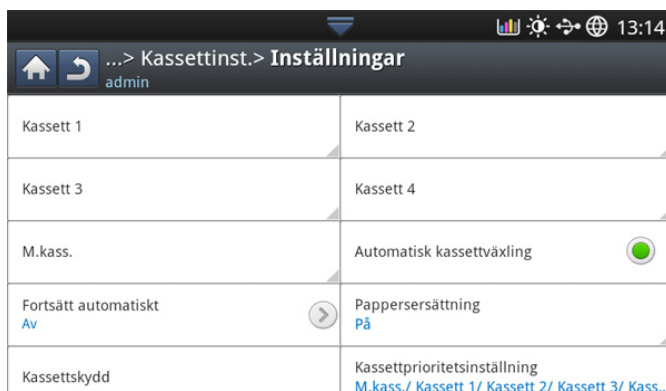 13:14
...> Kassettinst.> Inställningar
admin
Kassett 1
Kassett 2
Kassett 3
Kassett 4
M.kass.
Automatisk kassettväxling
Fortsätt automatiskt
Av
Pappersersättning
På
Kassettskydd
Kassettprioritetsinställning
M.kass./ Kassett 1/ Kassett 2/ Kassett 3/ Kass..